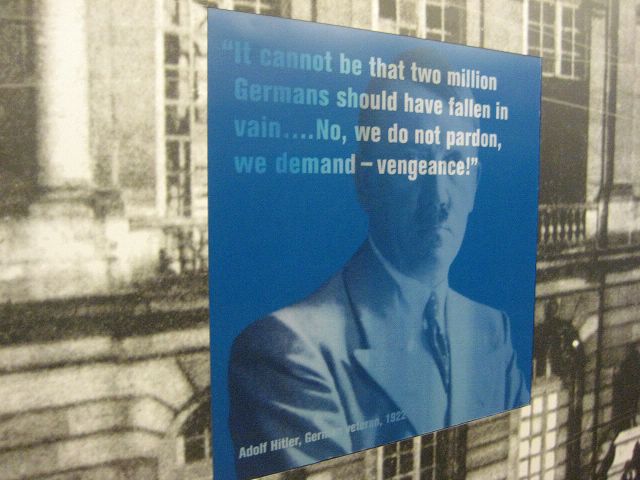 “It cannot be that two million
Germans should have fallen in
vain....No, we do not pardon,
we demand – vengeance!”
Adolf Hitler, German veteran, 1922